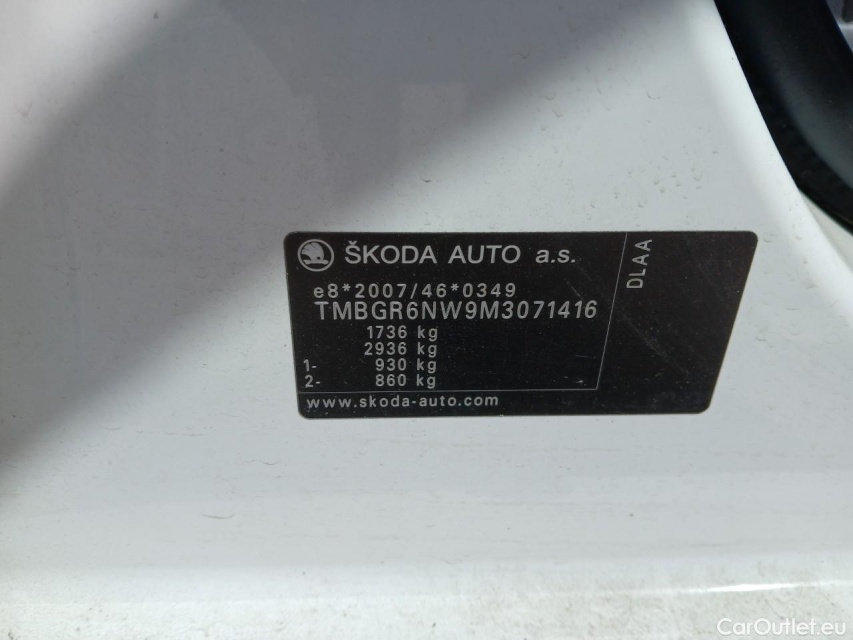 ŠKODA AUTO a.s.
e8*2007/46*0349
TMBGR6NW9M3071416
1736 kg
2936 kg
1- 930 kg
2- 860 kg
www.skoda-auto.com
DLAA
CarOutlet.eu